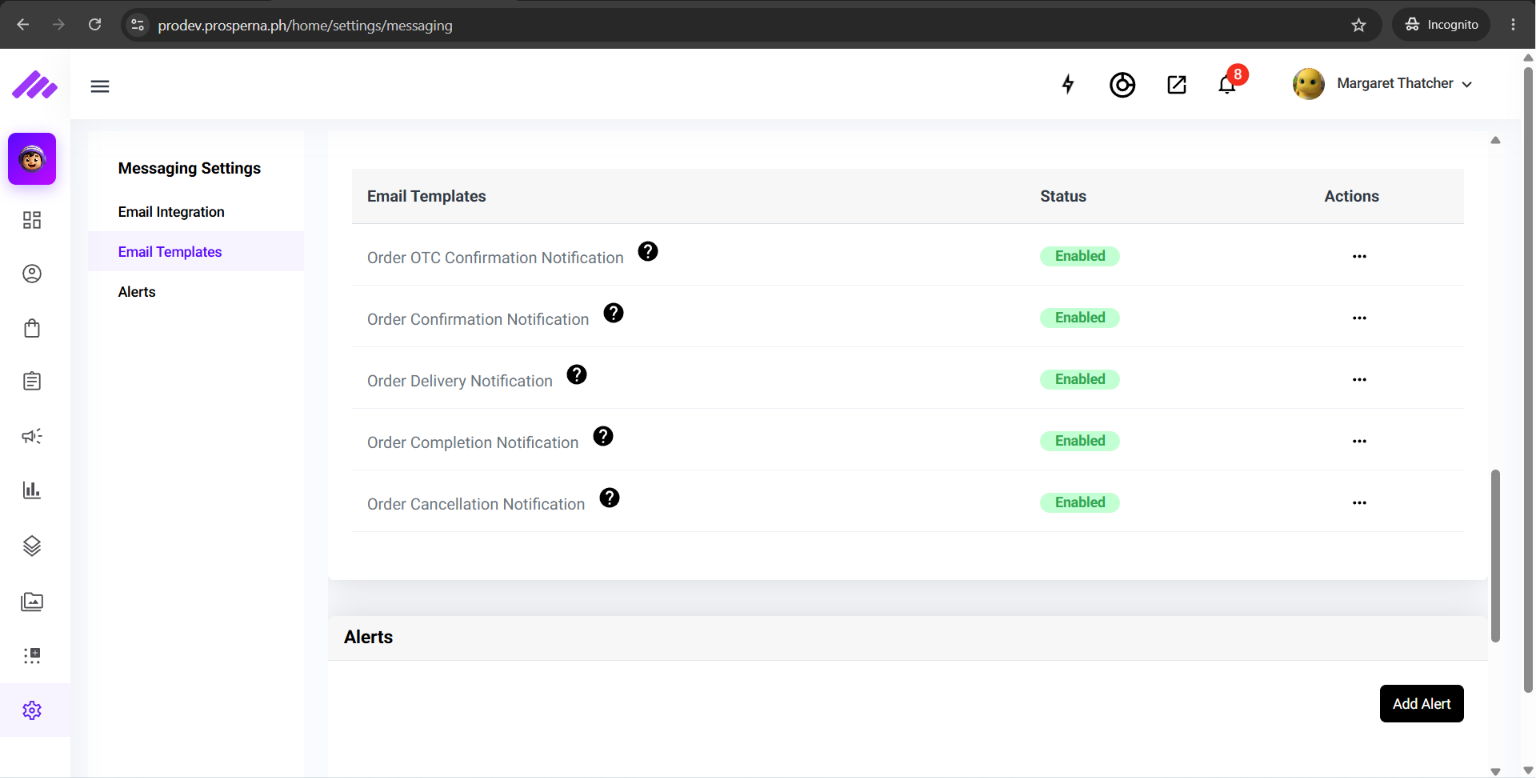 prodev.prosperna.ph/home/settings/messaging
Incognito
8
Margaret Thatcher
Messaging Settings
Email Integration
Email Templates
Alerts
Email Templates Status Actions
Order OTC Confirmation Notification ? Enabled ...
Order Confirmation Notification ? Enabled ...
Order Delivery Notification ? Enabled ...
Order Completion Notification ? Enabled ...
Order Cancellation Notification ? Enabled ...
Alerts
Add Alert